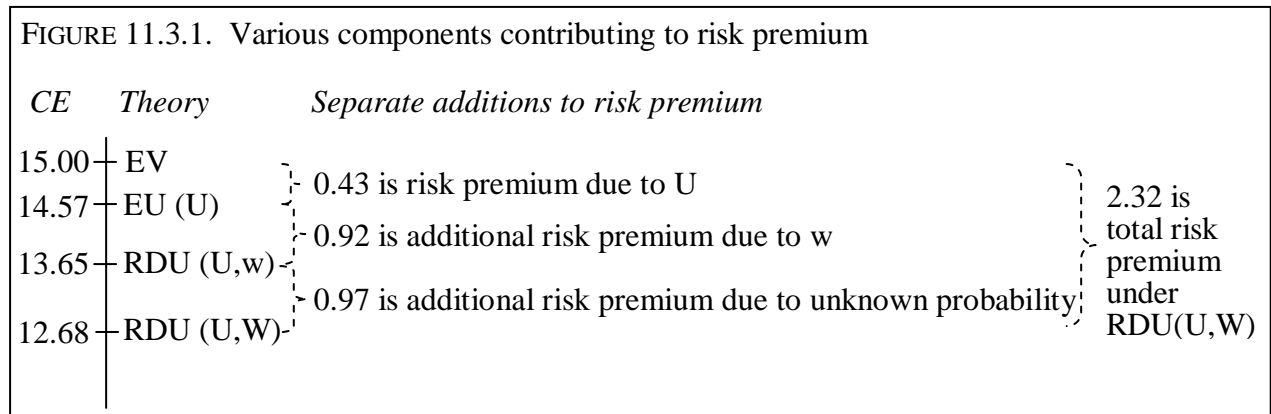 FIGURE 11.3.1. Various components contributing to risk premium
CE Theory Separate additions to risk premium
15.00 EV
0.43 is risk premium due to U
14.57 EU (U)
0.92 is additional risk premium due to w
13.65 RDU (U,w)
0.97 is additional risk premium due to unknown probability
12.68 RDU (U,W)
2.32 is
total risk
premium
under
RDU(U,W)